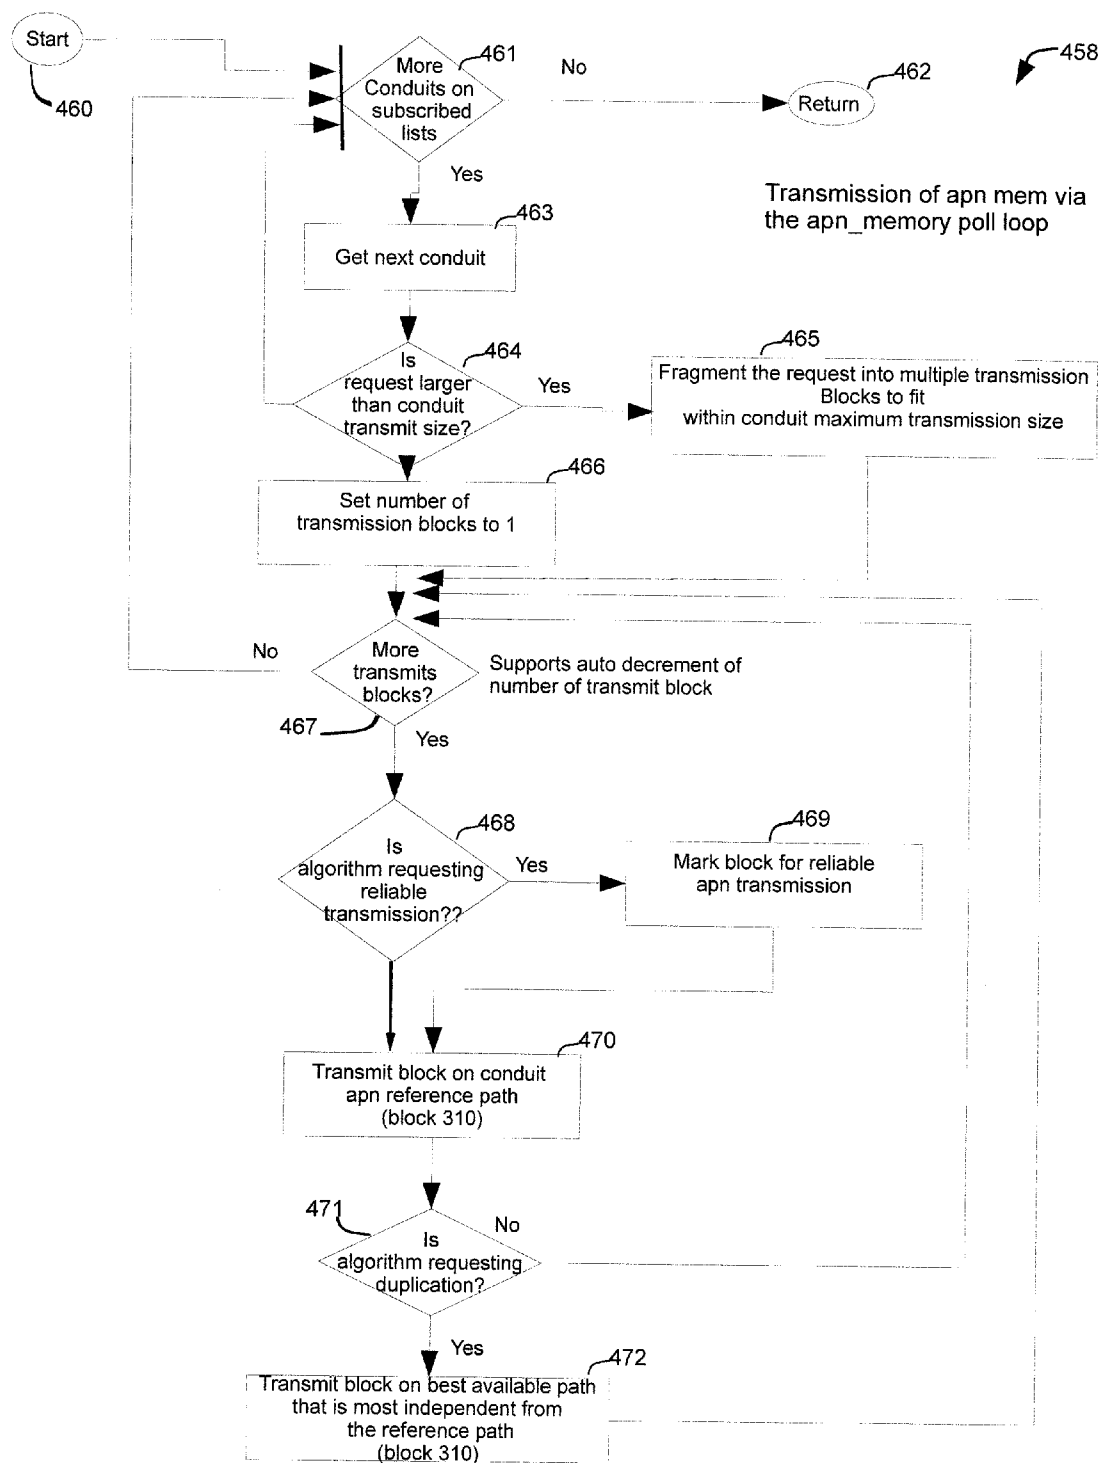 Start
460
More
Conduits on
subscribed
lists
461
No
Return
462
458
Yes
Transmission of apn mem via
the apn_memory poll loop
463
Get next conduit
Is
request larger
than conduit
transmit size?
464
Yes
465
Fragment the request into multiple transmission
Blocks to fit
within conduit maximum transmission size
466
Set number of
transmission blocks to 1
No
More
transmits
blocks?
467
Supports auto decrement of
number of transmit block
Yes
Is
algorithm requesting
reliable
transmission??
468
Yes
469
Mark block for reliable
apn transmission
470
Transmit block on conduit
apn reference path
(block 310)
471
No
Is
algorithm requesting
duplication?
Yes
472
Transmit block on best available path
that is most independent from
the reference path
(block 310)